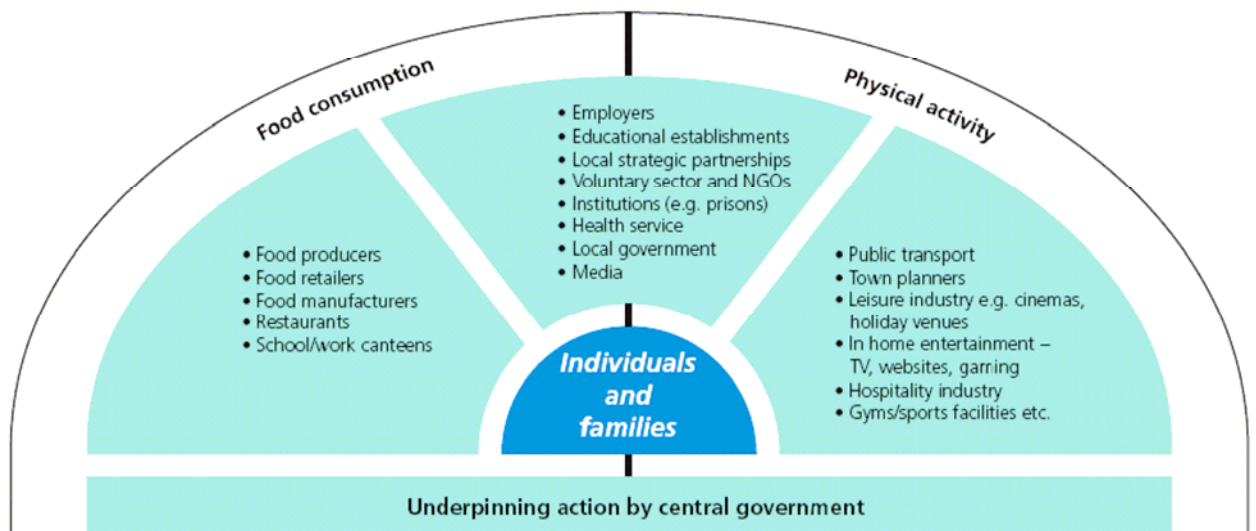 Food consumption
Physical activity
• Employers
• Educational establishments
• Local strategic partnerships
• Voluntary sector and NGOs
• Institutions (e.g. prisons)
• Health service
• Local government
• Media
• Food producers
• Food retailers
• Food manufacturers
• Restaurants
• School/work canteens
• Public transport
• Town planners
• Leisure industry e.g. cinemas,
holiday venues
• In home entertainment –
TV, websites, gaming
• Hospitality industry
• Gyms/sports facilities etc.
Individuals
and
families
Underpinning action by central government